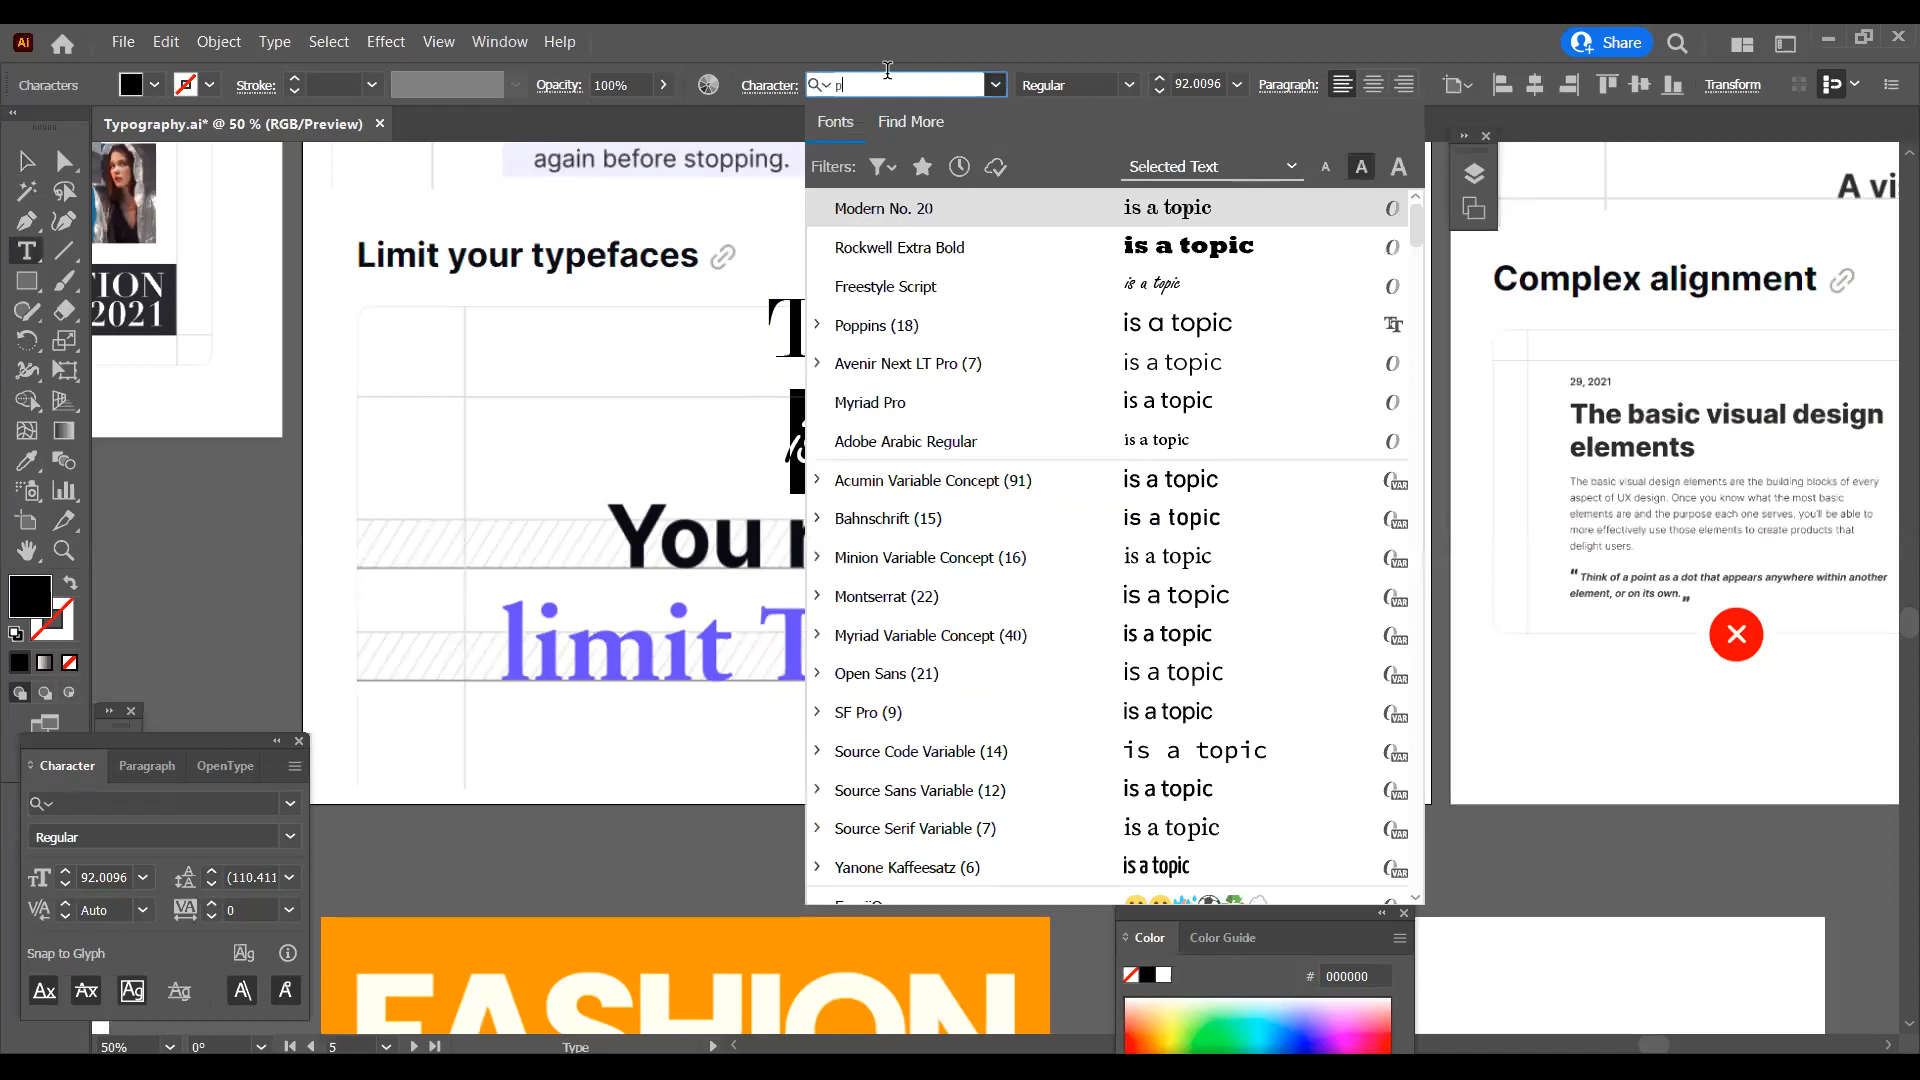 Ai File Edit Object Type Select Effect View Window Help Share
Characters Stroke: Opacity: 100% Character: p Regular 92.0096 Paragraph: Transform
Typography.ai* @ 50 % (RGB/Preview)
Fonts Find More
Filters: Selected Text A A A
Modern No. 20 is a topic
Rockwell Extra Bold is a topic
Freestyle Script is a topic
Poppins (18) is a topic
Avenir Next LT Pro (7) is a topic
Myriad Pro is a topic
Adobe Arabic Regular is a topic
Acumin Variable Concept (91) is a topic
Bahnschrift (15) is a topic
Minion Variable Concept (16) is a topic
Montserrat (22) is a topic
Myriad Variable Concept (40) is a topic
Open Sans (21) is a topic
SF Pro (9) is a topic
Source Code Variable (14) is a topic
Source Sans Variable (12) is a topic
Source Serif Variable (7) is a topic
Yanone Kaffeesatz (6) is a topic
again before stopping.
Limit your typefaces
T
You
limit T
TION
2021
A vi
Complex alignment
29, 2021
The basic visual design
elements
The basic visual design elements are the building blocks of every
aspect of UX design. Once you know what the most basic
elements are and the purpose each one serves, you'll be able to
more effectively use those elements to create products that
delight users.
" Think of a point as a dot that appears anywhere within another
element, or on its own. "
Character Paragraph OpenType
Regular
92.0096 (110.411
Auto 0
Snap to Glyph
FASHION
Color Color Guide
# 000000
50% 0° 5 Type